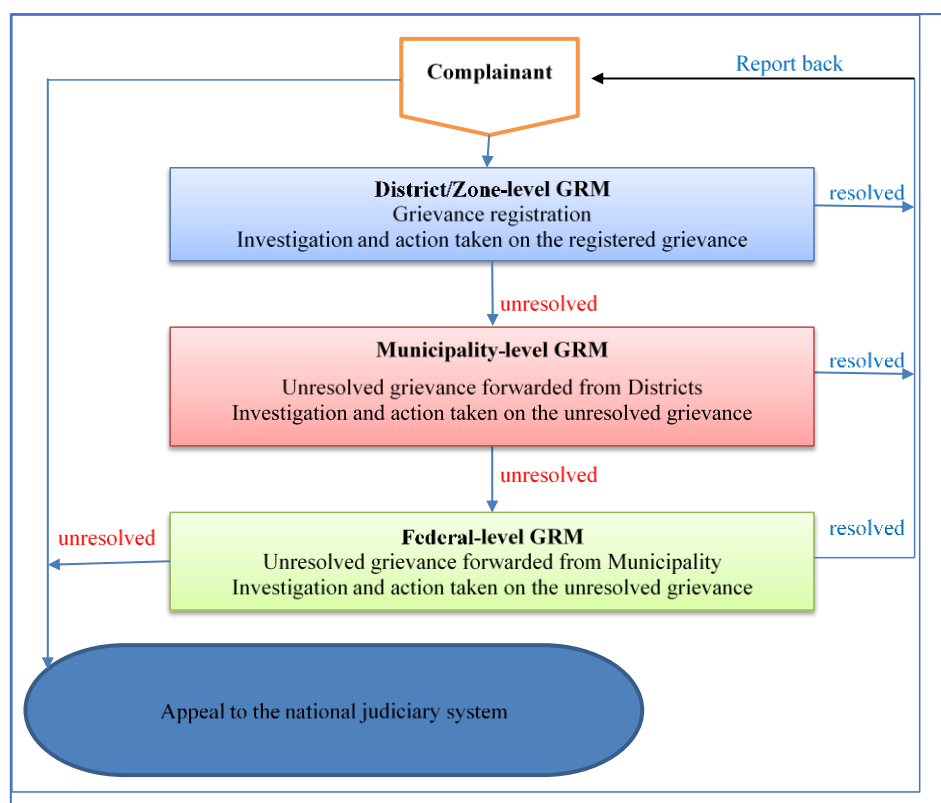 Complainant
Report back
District/Zone-level GRM
Grievance registration
Investigation and action taken on the registered grievance
resolved
unresolved
Municipality-level GRM
Unresolved grievance forwarded from Districts
Investigation and action taken on the unresolved grievance
resolved
unresolved
Federal-level GRM
Unresolved grievance forwarded from Municipality
Investigation and action taken on the unresolved grievance
resolved
unresolved
Appeal to the national judiciary system